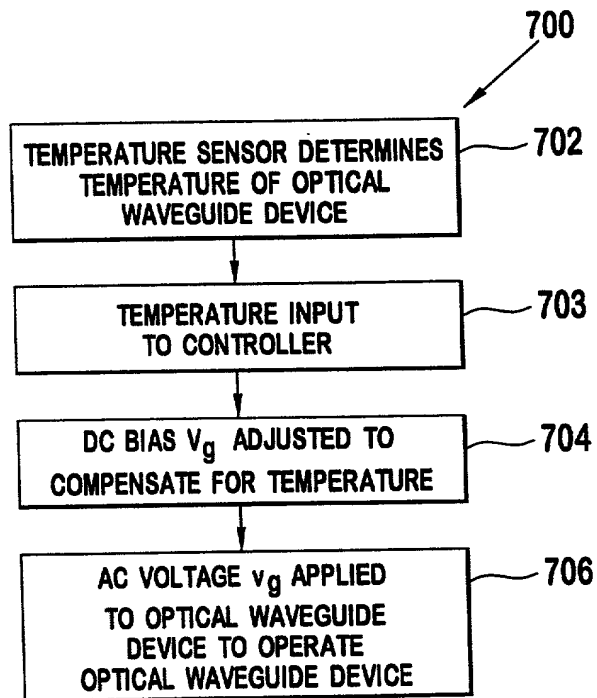 700
TEMPERATURE SENSOR DETERMINES
TEMPERATURE OF OPTICAL
WAVEGUIDE DEVICE
702
TEMPERATURE INPUT
TO CONTROLLER
703
DC BIAS Vg ADJUSTED TO
COMPENSATE FOR TEMPERATURE
704
AC VOLTAGE vg APPLIED
TO OPTICAL WAVEGUIDE
DEVICE TO OPERATE
OPTICAL WAVEGUIDE DEVICE
706